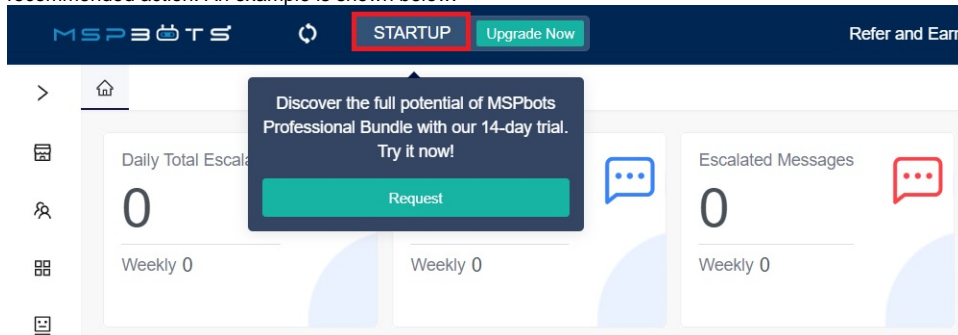 recommended action. An example is shown below.
MSPBOTS
STARTUP
Upgrade Now
Refer and Earn
Discover the full potential of MSPbots
Professional Bundle with our 14-day trial.
Try it now!
Request
Daily Total Escala
0
Weekly 0
Weekly 0
Escalated Messages
0
Weekly 0